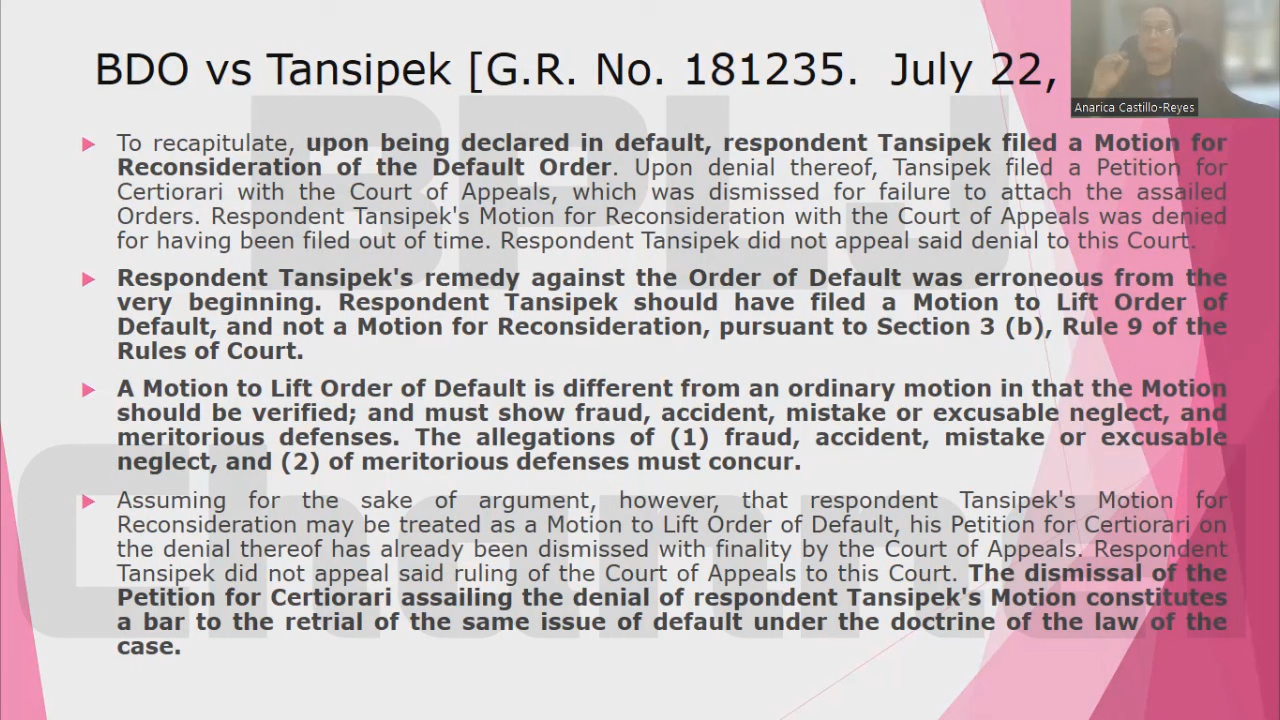 BDO vs Tansipek [G.R. No. 181235. July 22,
Anarica Castillo-Reyes
To recapitulate, upon being declared in default, respondent Tansipek filed a Motion for
Reconsideration of the Default Order. Upon denial thereof, Tansipek filed a Petition for
Certiorari with the Court of Appeals, which was dismissed for failure to attach the assailed
Orders. Respondent Tansipek's Motion for Reconsideration with the Court of Appeals was denied
for having been filed out of time. Respondent Tansipek did not appeal said denial to this Court.
Respondent Tansipek's remedy against the Order of Default was erroneous from the
very beginning. Respondent Tansipek should have filed a Motion to Lift Order of
Default, and not a Motion for Reconsideration, pursuant to Section 3 (b), Rule 9 of the
Rules of Court.
A Motion to Lift Order of Default is different from an ordinary motion in that the Motion
should be verified; and must show fraud, accident, mistake or excusable neglect, and
meritorious defenses. The allegations of (1) fraud, accident, mistake or excusable
neglect, and (2) of meritorious defenses must concur.
Assuming for the sake of argument, however, that respondent Tansipek's Motion for
Reconsideration may be treated as a Motion to Lift Order of Default, his Petition for Certiorari on
the denial thereof has already been dismissed with finality by the Court of Appeals. Respondent
Tansipek did not appeal said ruling of the Court of Appeals to this Court. The dismissal of the
Petition for Certiorari assailing the denial of respondent Tansipek's Motion constitutes
a bar to the retrial of the same issue of default under the doctrine of the law of the
case.
BPLJ
Channel